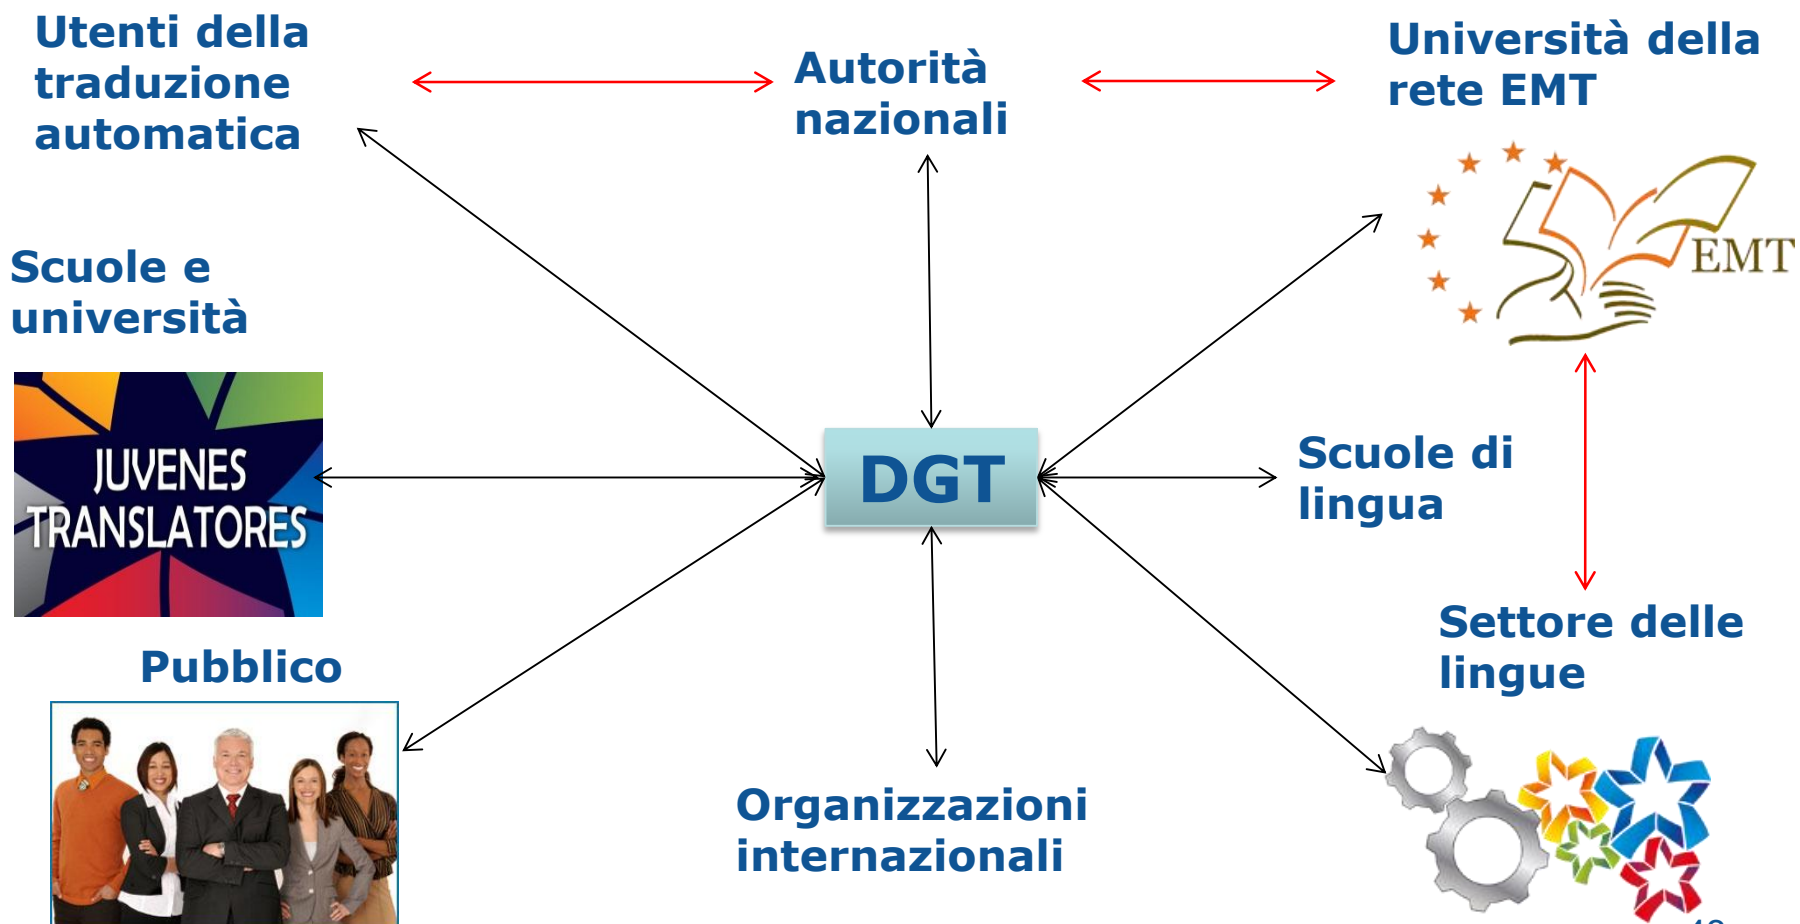 Utenti della
traduzione
automatica
Autorità
nazionali
Università della
rete EMT
EMT
Scuole e
università
JUVENES
TRANSLATORES
DGT
Scuole di
lingua
Settore delle
lingue
Pubblico
Organizzazioni
internazionali